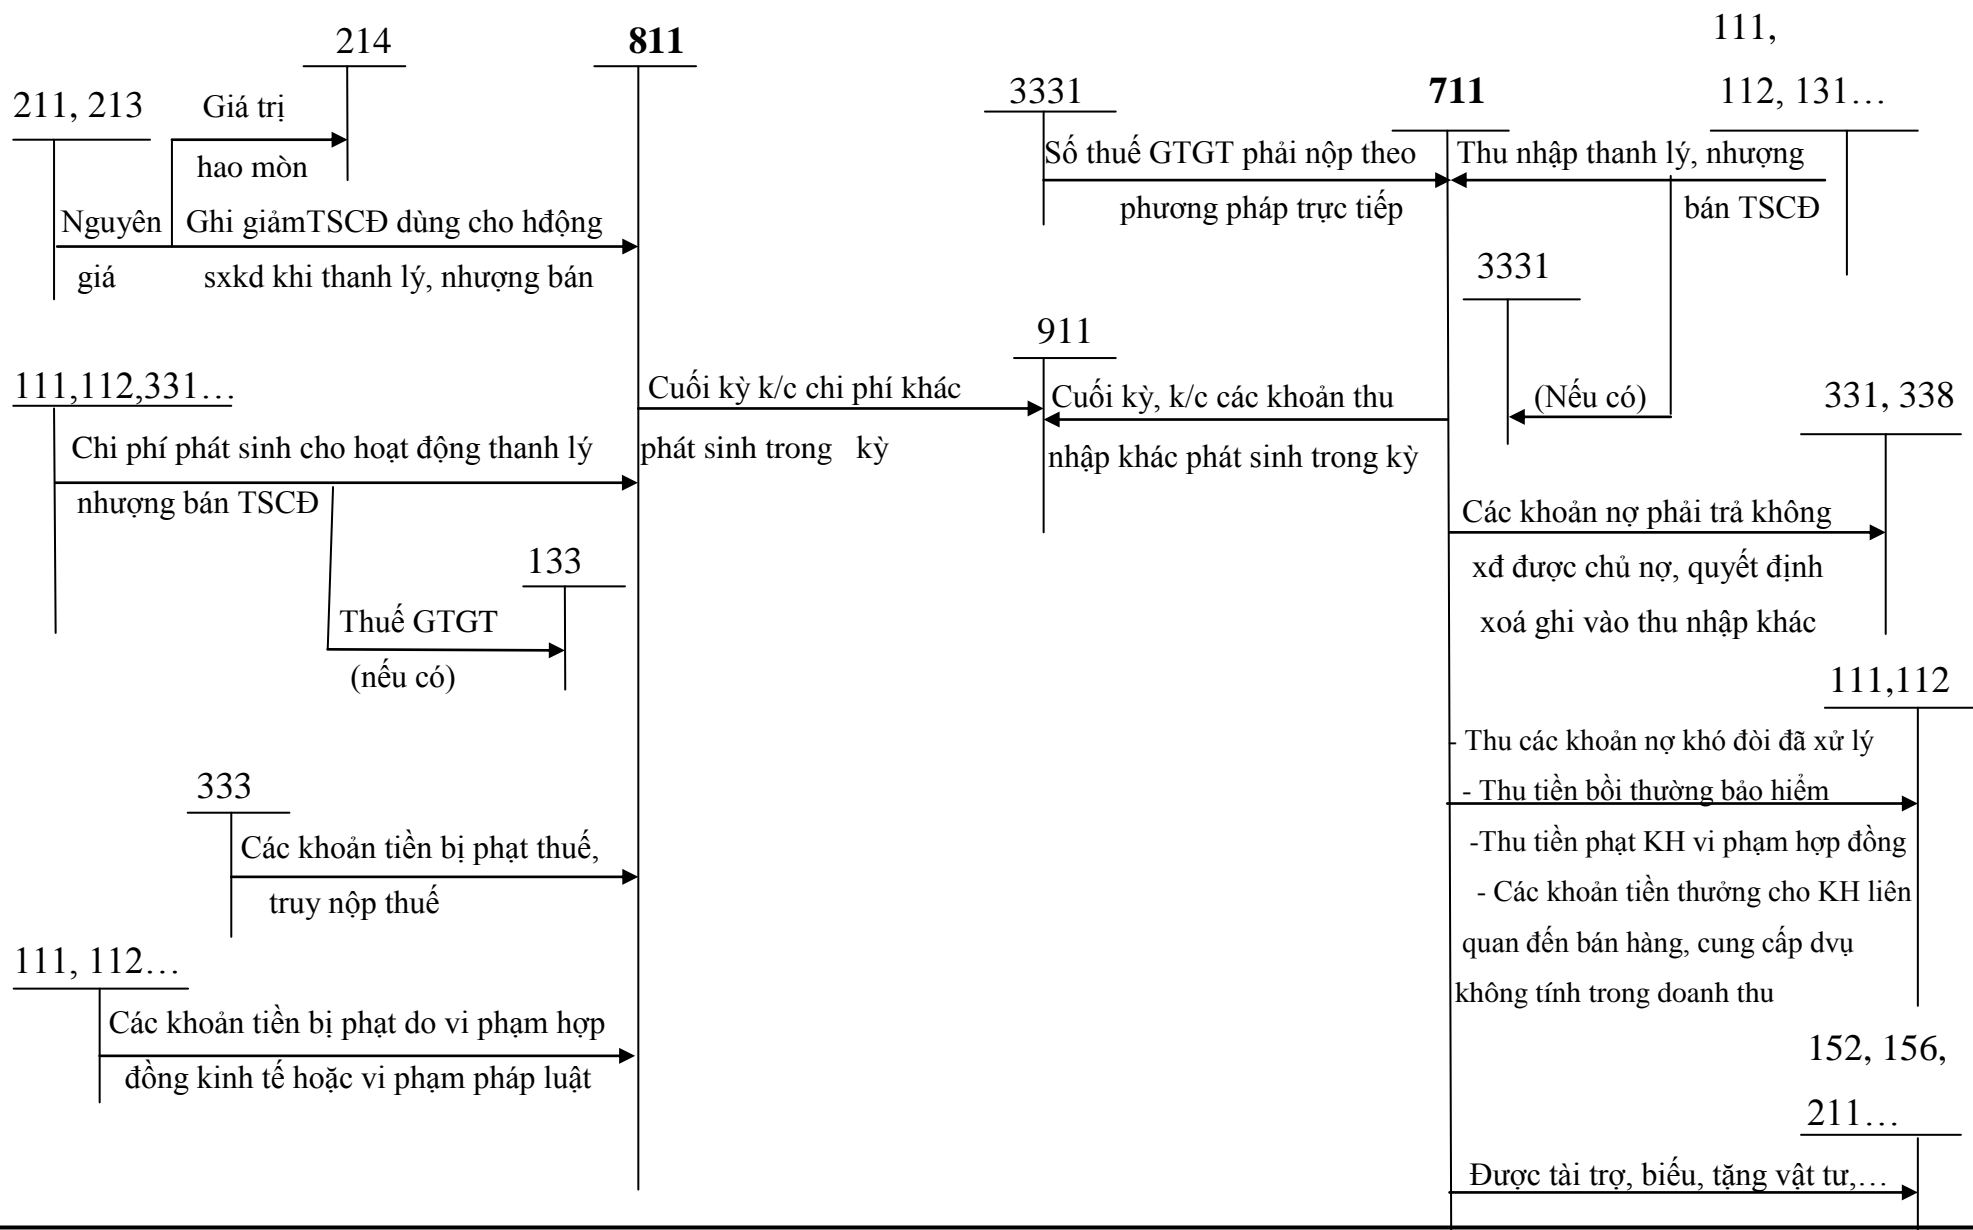 214
811
111,
211, 213
Giá trị
3331
711
112, 131…
hao mòn
Số thuế GTGT phải nộp theo
Thu nhập thanh lý, nhượng
phương pháp trực tiếp
bán TSCĐ
Nguyên
Ghi giảmTSCĐ dùng cho hđộng
giá
sxkd khi thanh lý, nhượng bán
3331
911
111,112,331…
Cuối kỳ k/c chi phí khác
Cuối kỳ, k/c các khoản thu
(Nếu có)
331, 338
Chi phí phát sinh cho hoạt động thanh lý
phát sinh trong kỳ
nhập khác phát sinh trong kỳ
nhượng bán TSCĐ
Các khoản nợ phải trả không
133
xđ được chủ nợ, quyết định
Thuế GTGT
xoá ghi vào thu nhập khác
(nếu có)
111,112
- Thu các khoản nợ khó đòi đã xử lý
333
- Thu tiền bồi thường bảo hiểm
Các khoản tiền bị phạt thuế,
-Thu tiền phạt KH vi phạm hợp đồng
truy nộp thuế
- Các khoản tiền thưởng cho KH liên
quan đến bán hàng, cung cấp dvụ
111, 112…
không tính trong doanh thu
Các khoản tiền bị phạt do vi phạm hợp
152, 156,
đồng kinh tế hoặc vi phạm pháp luật
211…
Được tài trợ, biếu, tặng vật tư,…